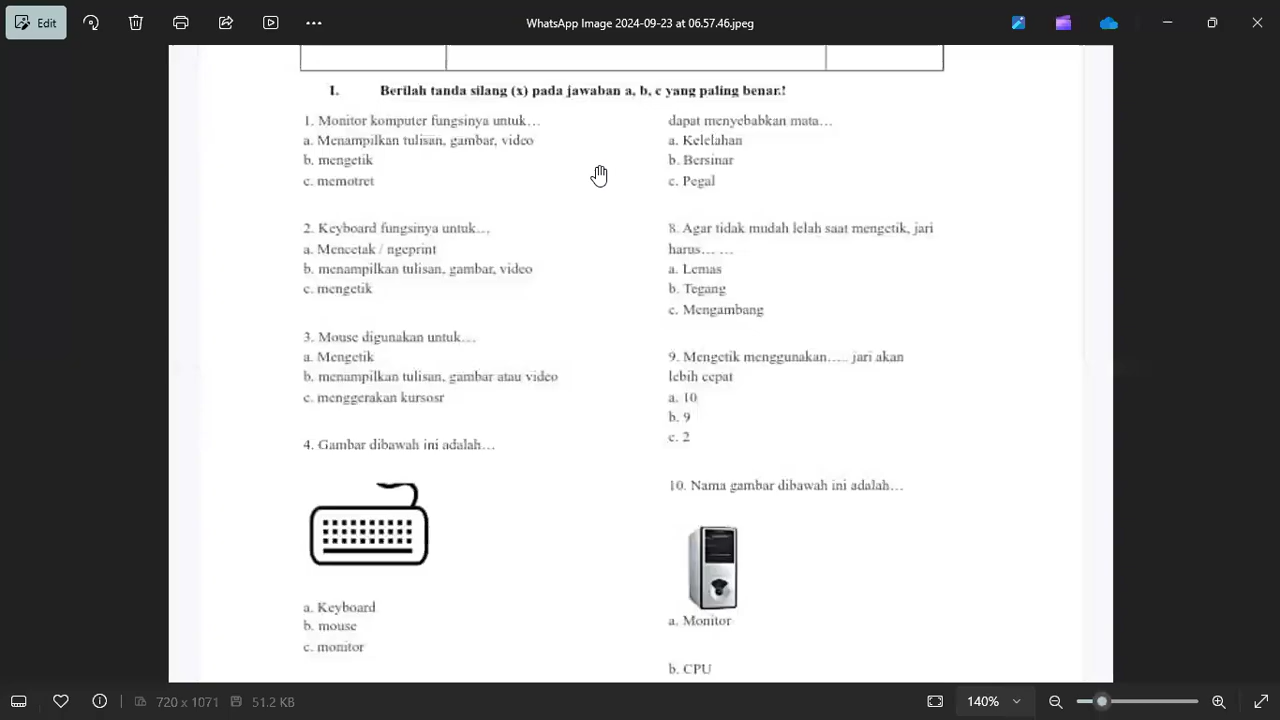 Edit
WhatsApp Image 2024-09-23 at 06.57.46.jpeg
I. Berilah tanda silang (x) pada jawaban a, b, c yang paling benar.!
1. Monitor komputer fungsinya untuk…
a. Menampilkan tulisan, gambar, video
b. mengetik
c. memotret
2. Keyboard fungsinya untuk…
a. Mencetak / ngeprint
b. menampilkan tulisan, gambar, video
c. mengetik
3. Mouse digunakan untuk…
a. Mengetik
b. menampilkan tulisan, gambar atau video
c. menggerakan kursosr
4. Gambar dibawah ini adalah…
a. Keyboard
b. mouse
c. monitor
dapat menyebabkan mata…
a. Kelelahan
b. Bersinar
c. Pegal
8. Agar tidak mudah lelah saat mengetik, jari
harus… …
a. Lemas
b. Tegang
c. Mengambang
9. Mengetik menggunakan….. jari akan
lebih cepat
a. 10
b. 9
c. 2
10. Nama gambar dibawah ini adalah…
a. Monitor
b. CPU
720 x 1071
51.2 KB
140%